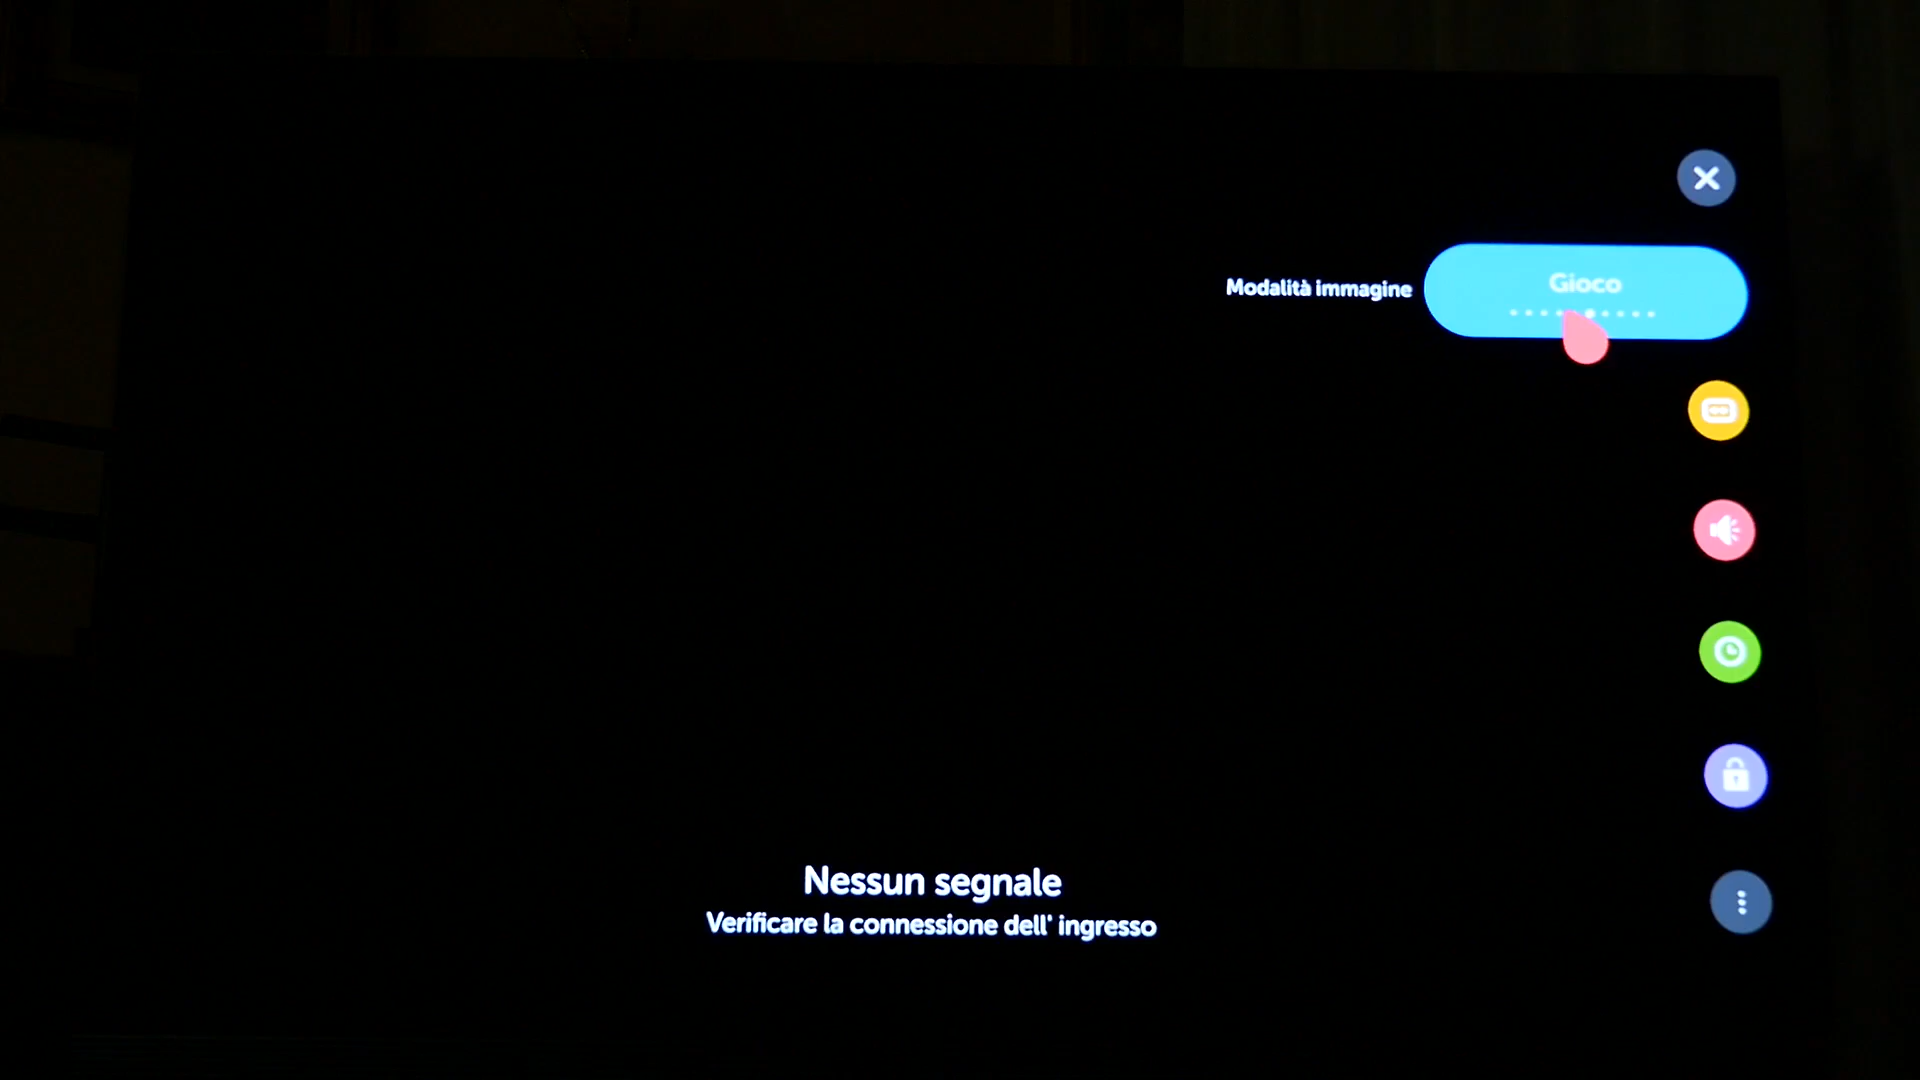 Modalità immagine
Gioco
Nessun segnale
Verificare la connessione dell' ingresso